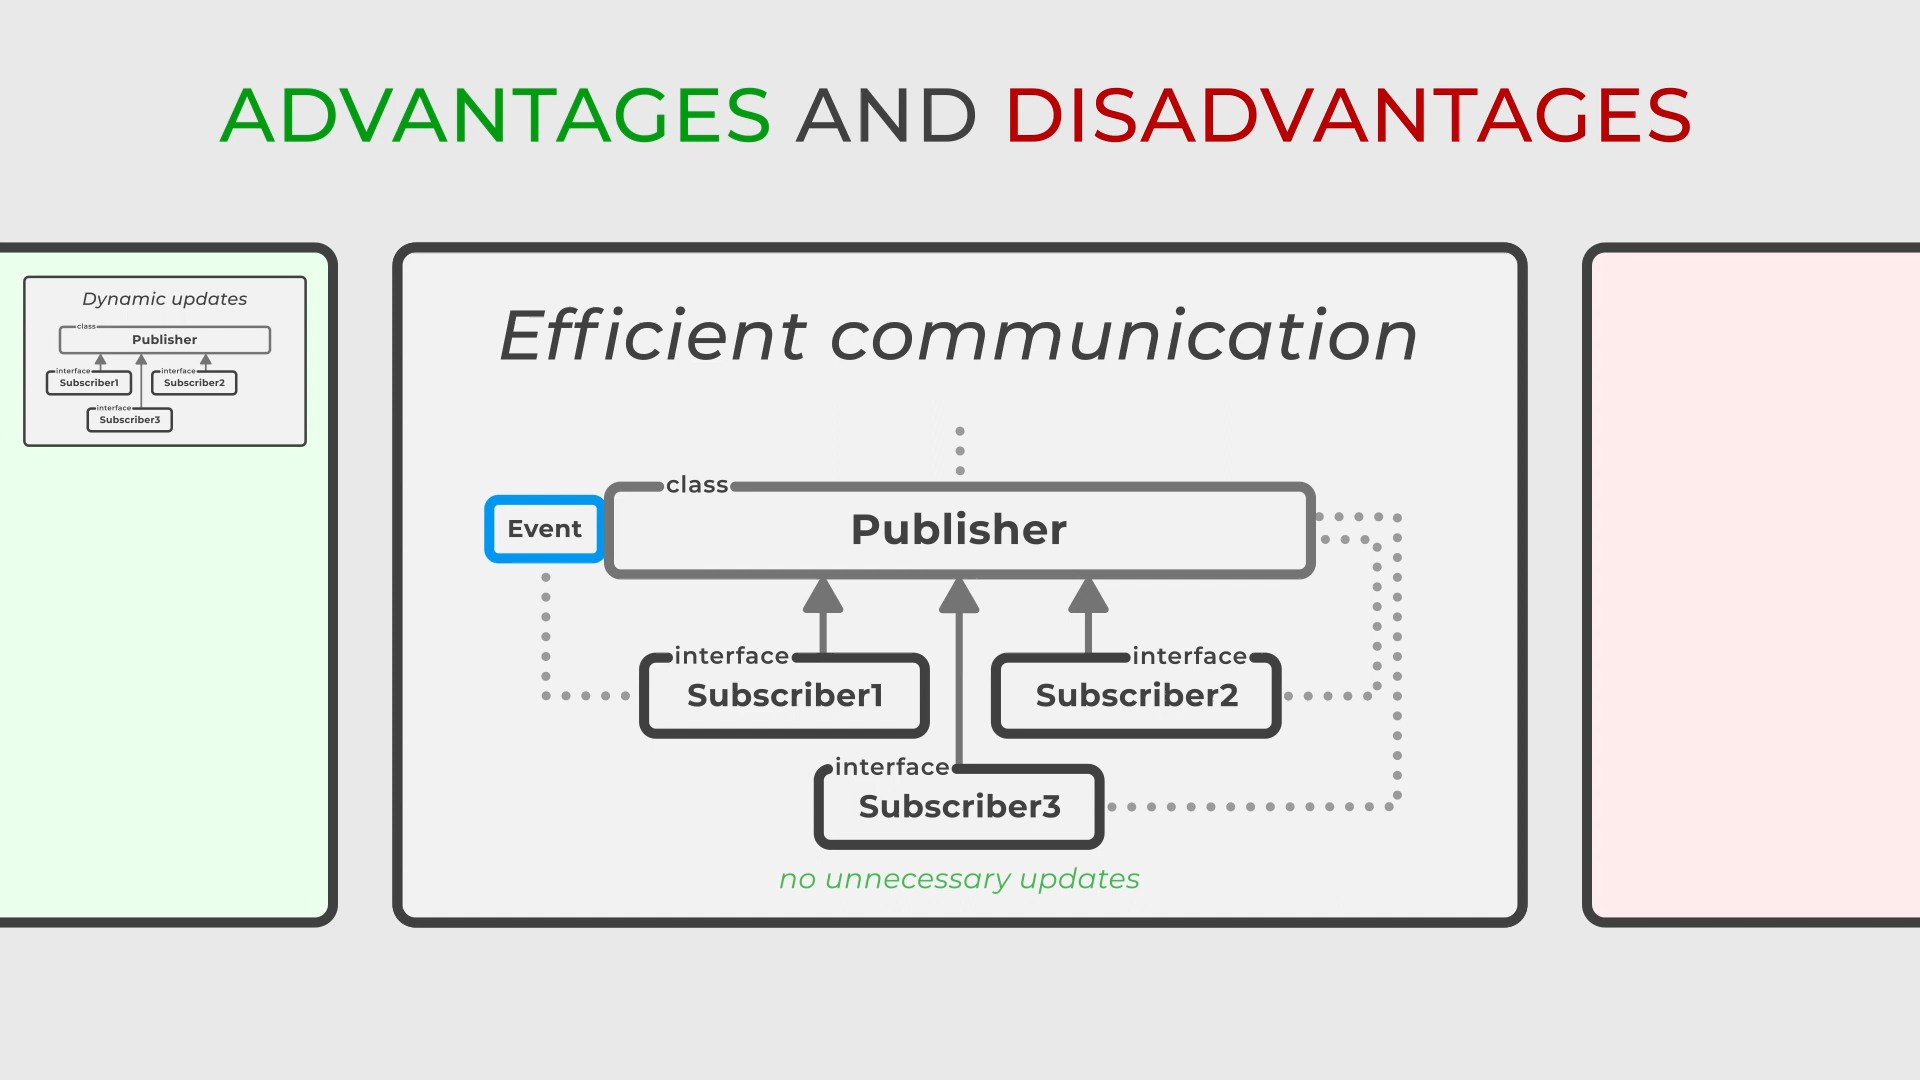 ADVANTAGES AND DISADVANTAGES
Dynamic updates
class
Publisher
interface
Subscriber1
interface
Subscriber2
interface
Subscriber3
Efficient communication
class
Event
Publisher
interface
Subscriber1
interface
Subscriber2
interface
Subscriber3
no unnecessary updates